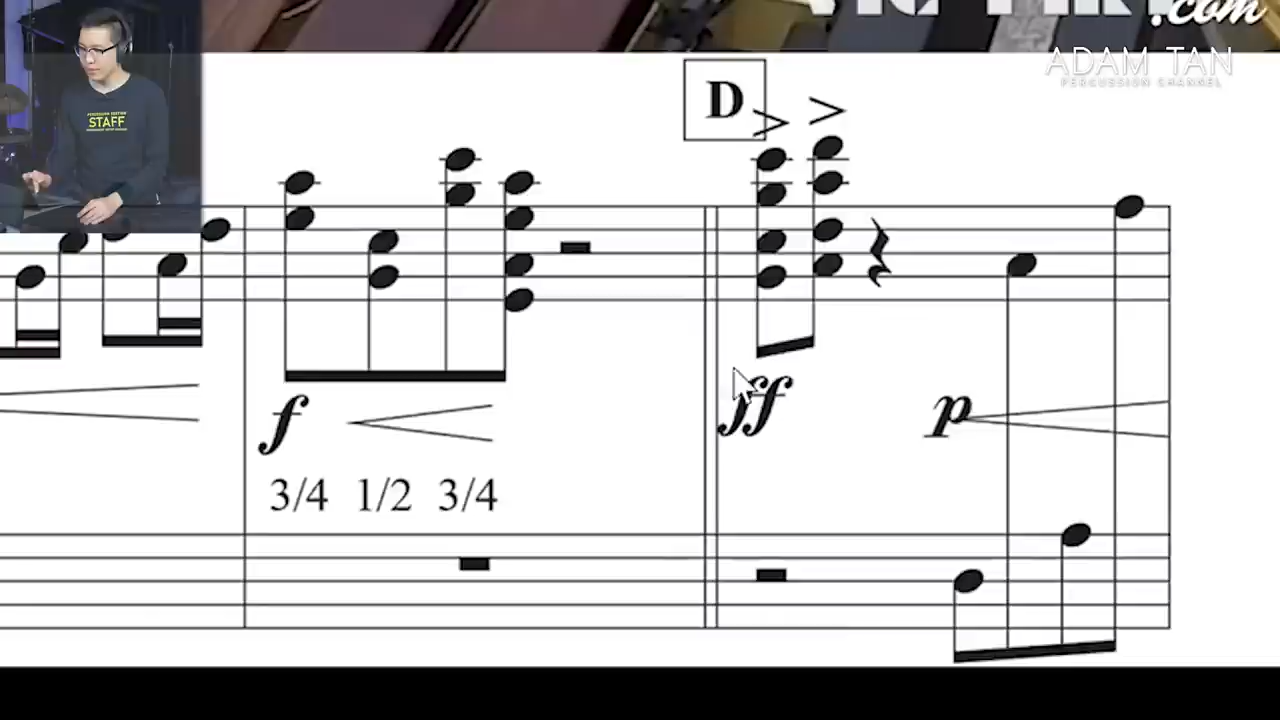 .com
ADAM TAN
PERCUSSION CHANNEL
STAFF
D
f
ff
p
3/4 1/2 3/4